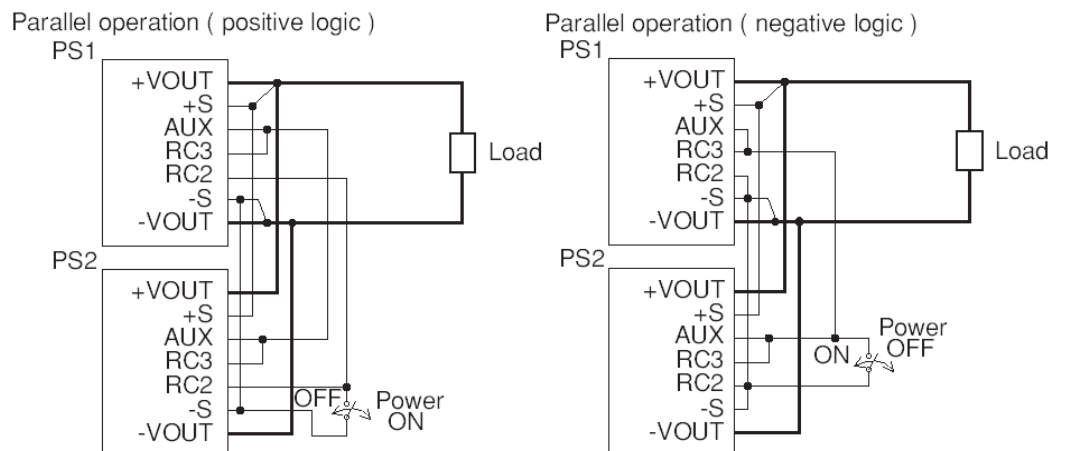 Parallel operation ( positive logic )
PS1
+VOUT
+S
AUX
RC3
RC2
-S
-VOUT
Load
PS2
+VOUT
+S
AUX
RC3
RC2
-S
-VOUT
OFF
Power
ON
Parallel operation ( negative logic )
PS1
+VOUT
+S
AUX
RC3
RC2
-S
-VOUT
Load
PS2
+VOUT
+S
AUX
RC3
RC2
-S
-VOUT
ON
Power
OFF